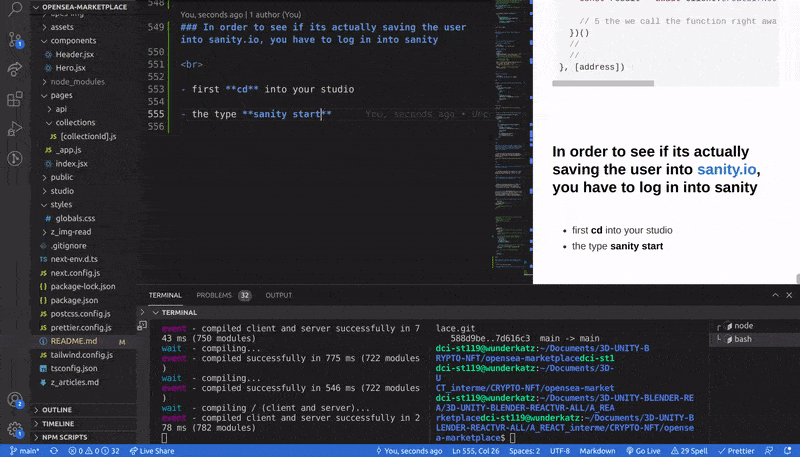 OPENSEA-MARKETPLACE
assets
components
Header.jsx
Hero.jsx
node_modules
pages
api
collections
[collectionId].js
_app.js
index.jsx
public
studio
styles
globals.css
z_img-read
.gitignore
next-env.d.ts
next.config.js
package-lock.json
package.json
postcss.config.js
prettier.config.js
README.md M
tailwind.config.js
tsconfig.json
z_articles.md
OUTLINE
TIMELINE
NPM SCRIPTS
548
You, seconds ago | 1 author (You)
549 ### In order to see if its actually saving the user
into sanity.io, you have to log in into sanity
550
551 <br>
552
553 - first **cd** into your studio
554
555 - the type **sanity start** You, seconds ago • Unc
556
// 5 the we call the function right awa
})()
//
//
}, [address])
In order to see if its actually
saving the user into sanity.io,
you have to log in into sanity
• first cd into your studio
• the type sanity start
TERMINAL PROBLEMS 32 OUTPUT
TERMINAL
event - compiled client and server successfully in 7
43 ms (750 modules)
wait - compiling...
event - compiled successfully in 775 ms (722 modules
)
wait - compiling...
event - compiled successfully in 546 ms (722 modules
)
wait - compiling / (client and server)...
event - compiled client and server successfully in 2
78 ms (782 modules)
lace.git
588d9be..7d616c3 main -> main
dci-st119@wunderkatz:~/Documents/3D-UNITY-B
RYPTO-NFT/opensea-marketplacedci-st1
dci-st119@wunderkatz:~/Documents/3D-
U
CT_interme/CRYPTO-NFT/opensea-market
dci-st119@wunderkatz:~/Documents/3D-UNITY-BLENDER-RE
A/3D-UNITY-BLENDER-REACTVR-ALL/A_REA
rketplacedci-st119@wunderkatz:~/Documents/3D-UNITY-B
LENDER-REACTVR-ALL/A_REACT_interme/CRYPTO-NFT/opense
a-marketplace$
node
bash
main* 0 0 32 Live Share You, seconds ago Ln 555, Col 26 Spaces: 2 UTF-8 Markdown Go Live 29 Spell Prettier